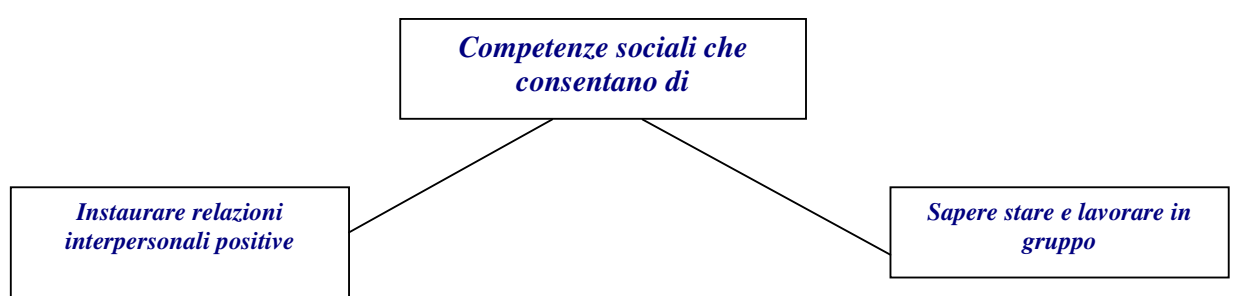 Competenze sociali che
consentano di
Instaurare relazioni
interpersonali positive
Sapere stare e lavorare in
gruppo